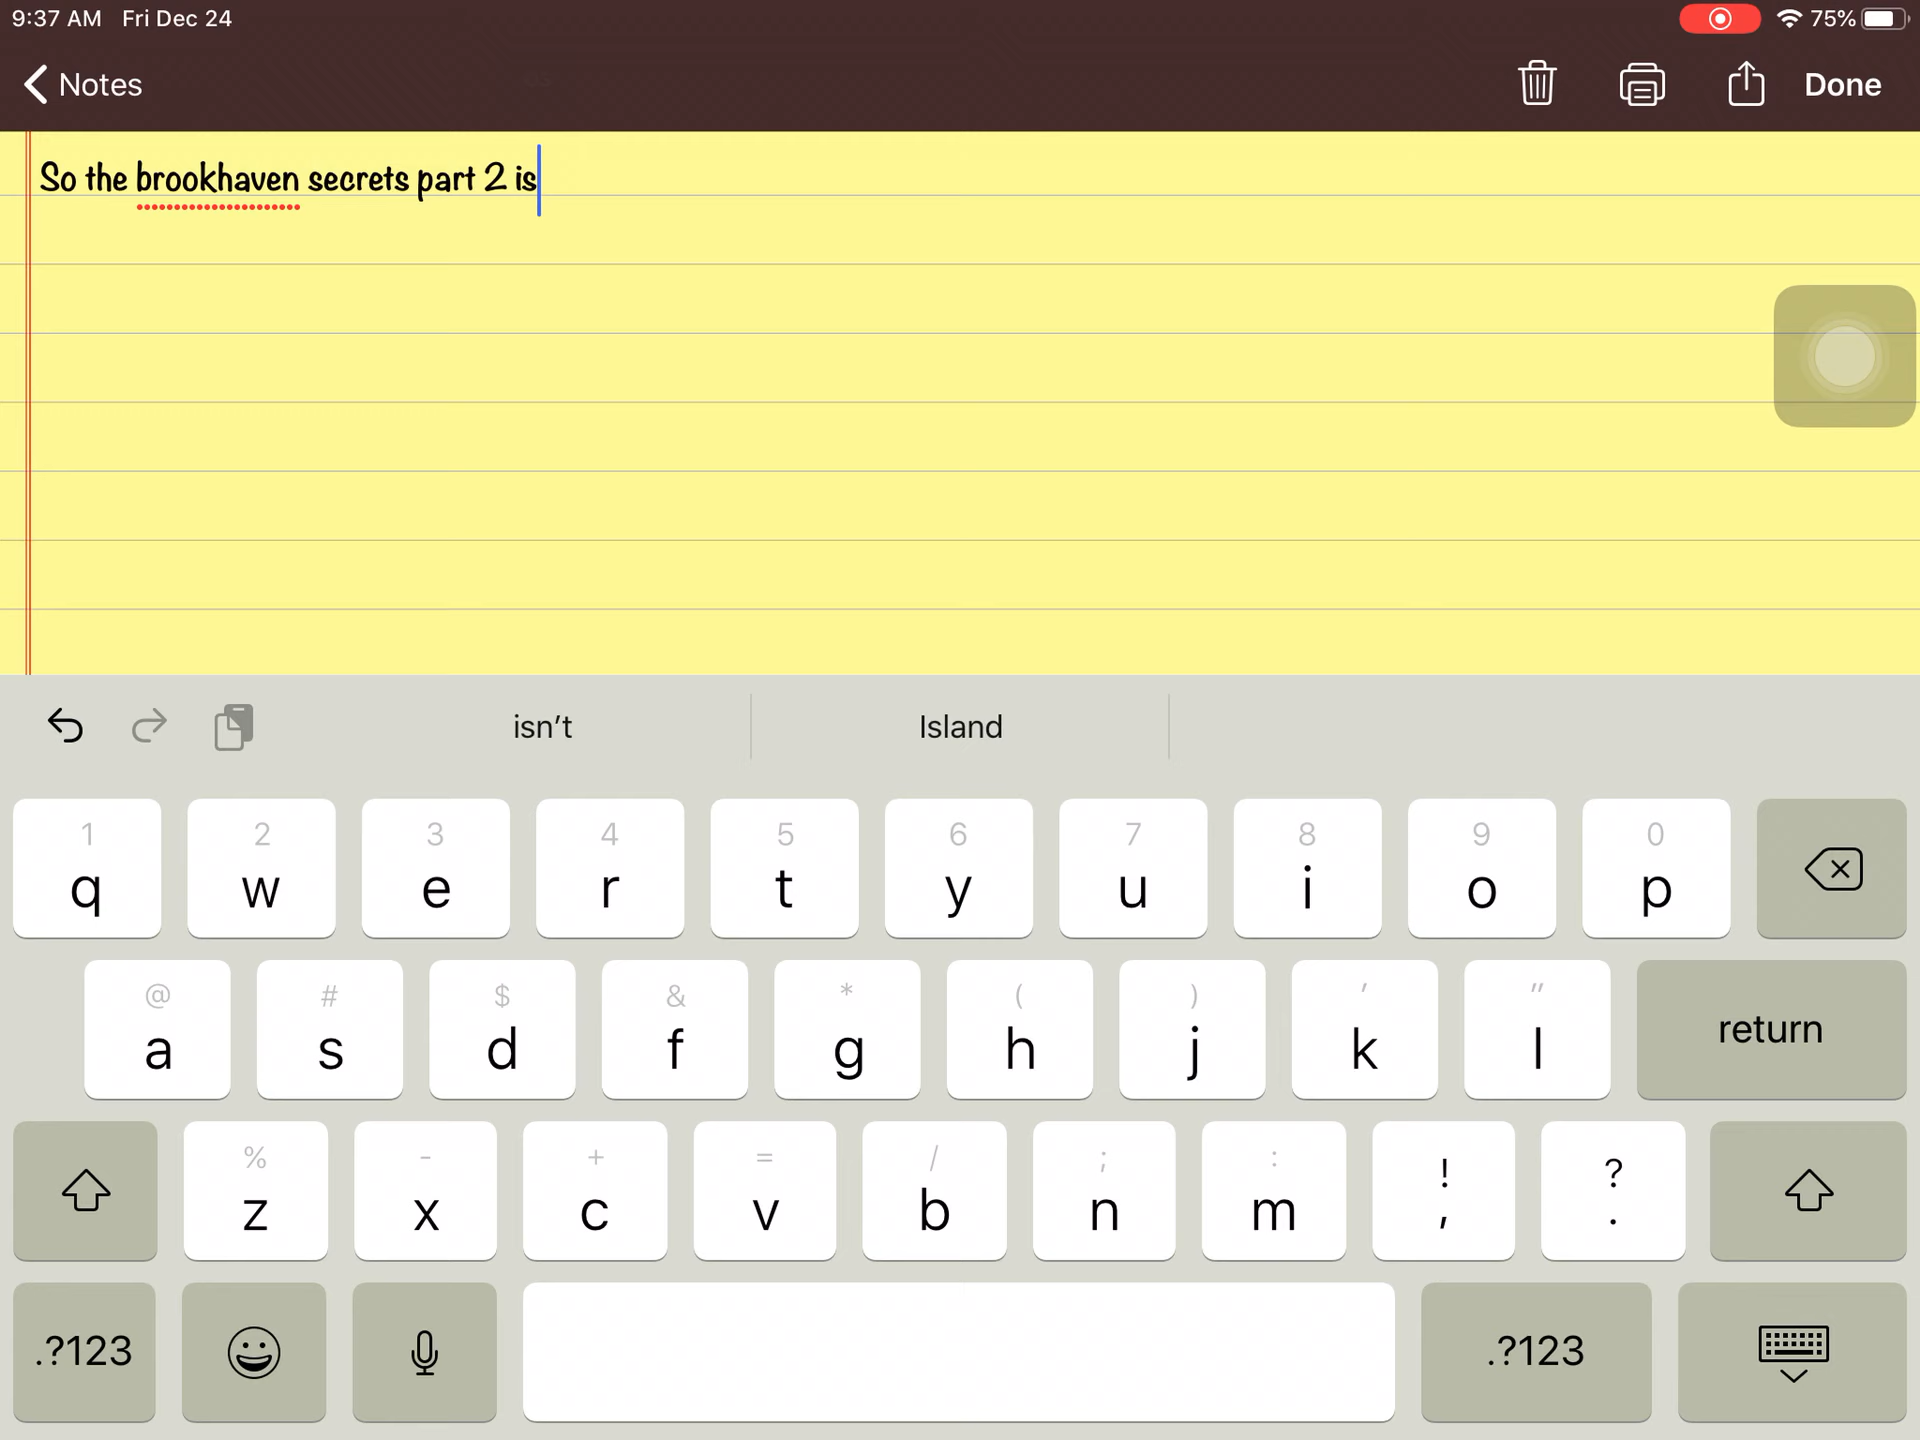 9:37 AM Fri Dec 24 75%
Notes Done
So the brookhaven secrets part 2 is
isn't Island
1 2 3 4 5 6 7 8 9 0
q w e r t y u i o p
@ # $ & * ( ) ' "
a s d f g h j k l return
% - + = / ; : ! ?
z x c v b n m , .
.?123 .?123